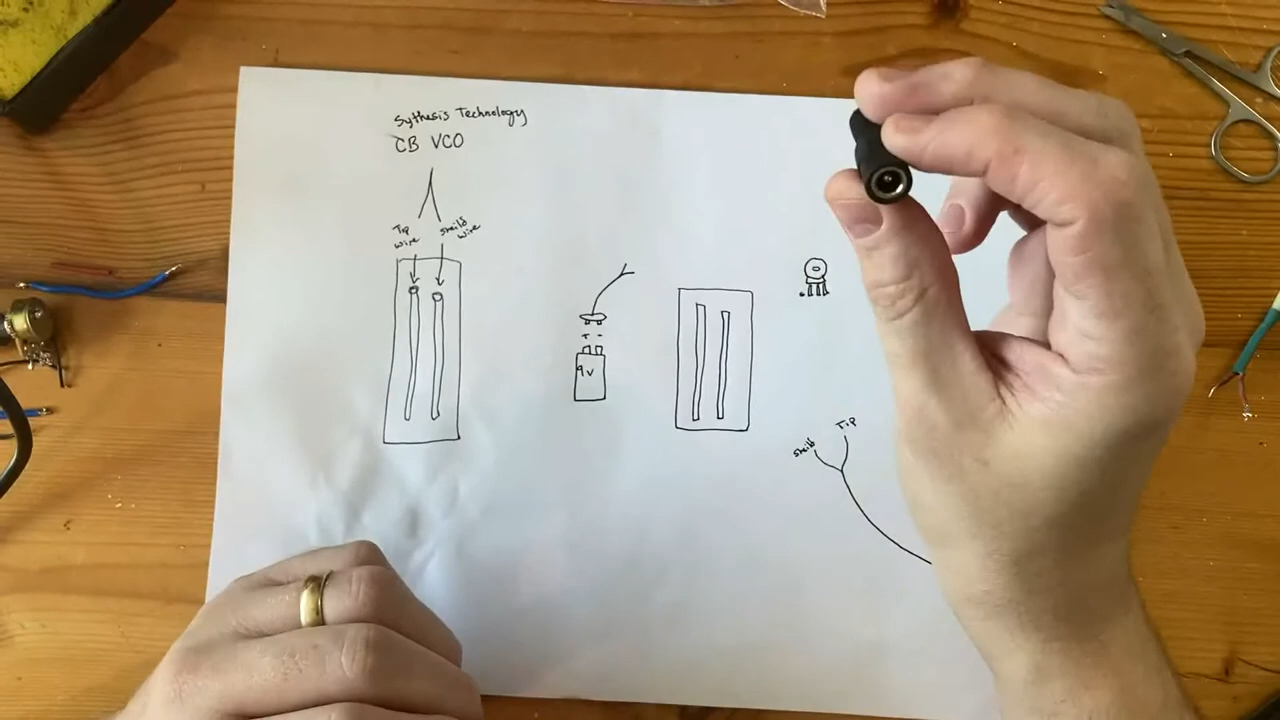 Sythesis Technology
CB VCO
Tip
wire
Sheild
wire
+ -
9v
Sheild
Tip